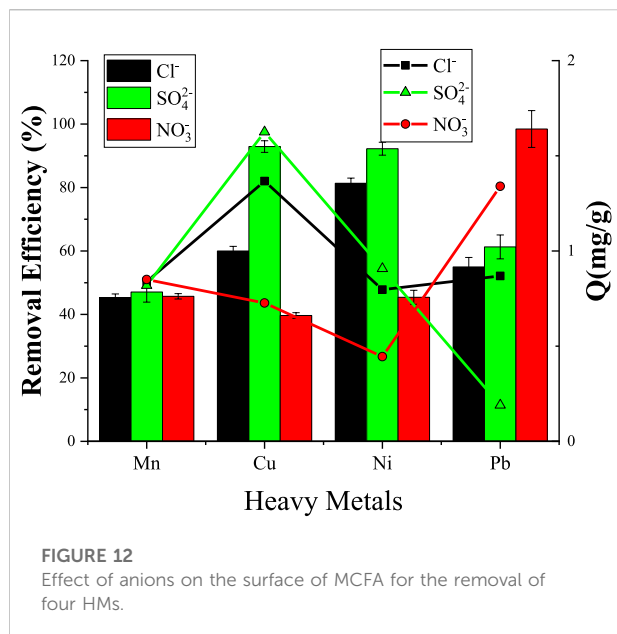 120
100
80
60
40
20
0
Removal Efficiency (%)
Cl⁻
SO₄²⁻
NO₃⁻
Cl⁻
SO₄²⁻
NO₃⁻
2
1
0
Q(mg/g)
Mn Cu Ni Pb
Heavy Metals
FIGURE 12
Effect of anions on the surface of MCFA for the removal of
four HMs.